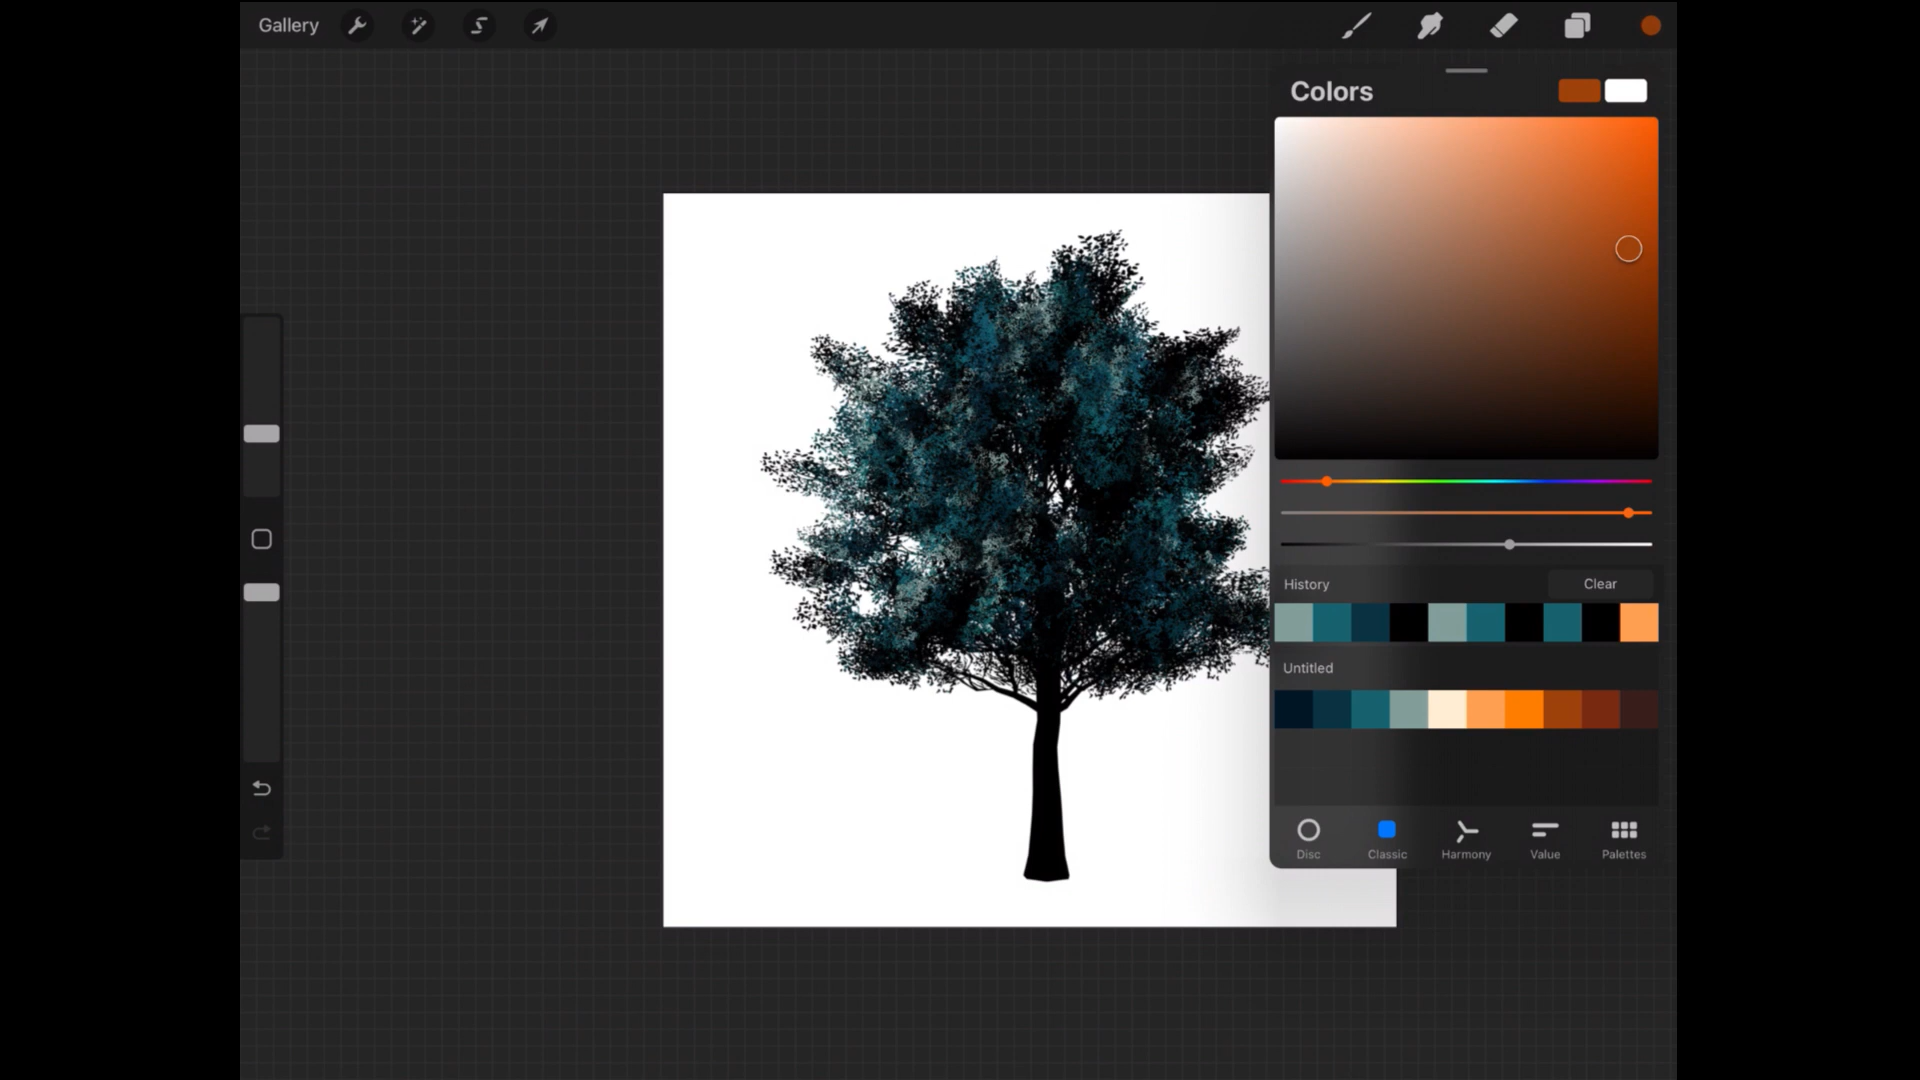 Gallery
Colors
History
Clear
Untitled
Disc
Classic
Harmony
Value
Palettes